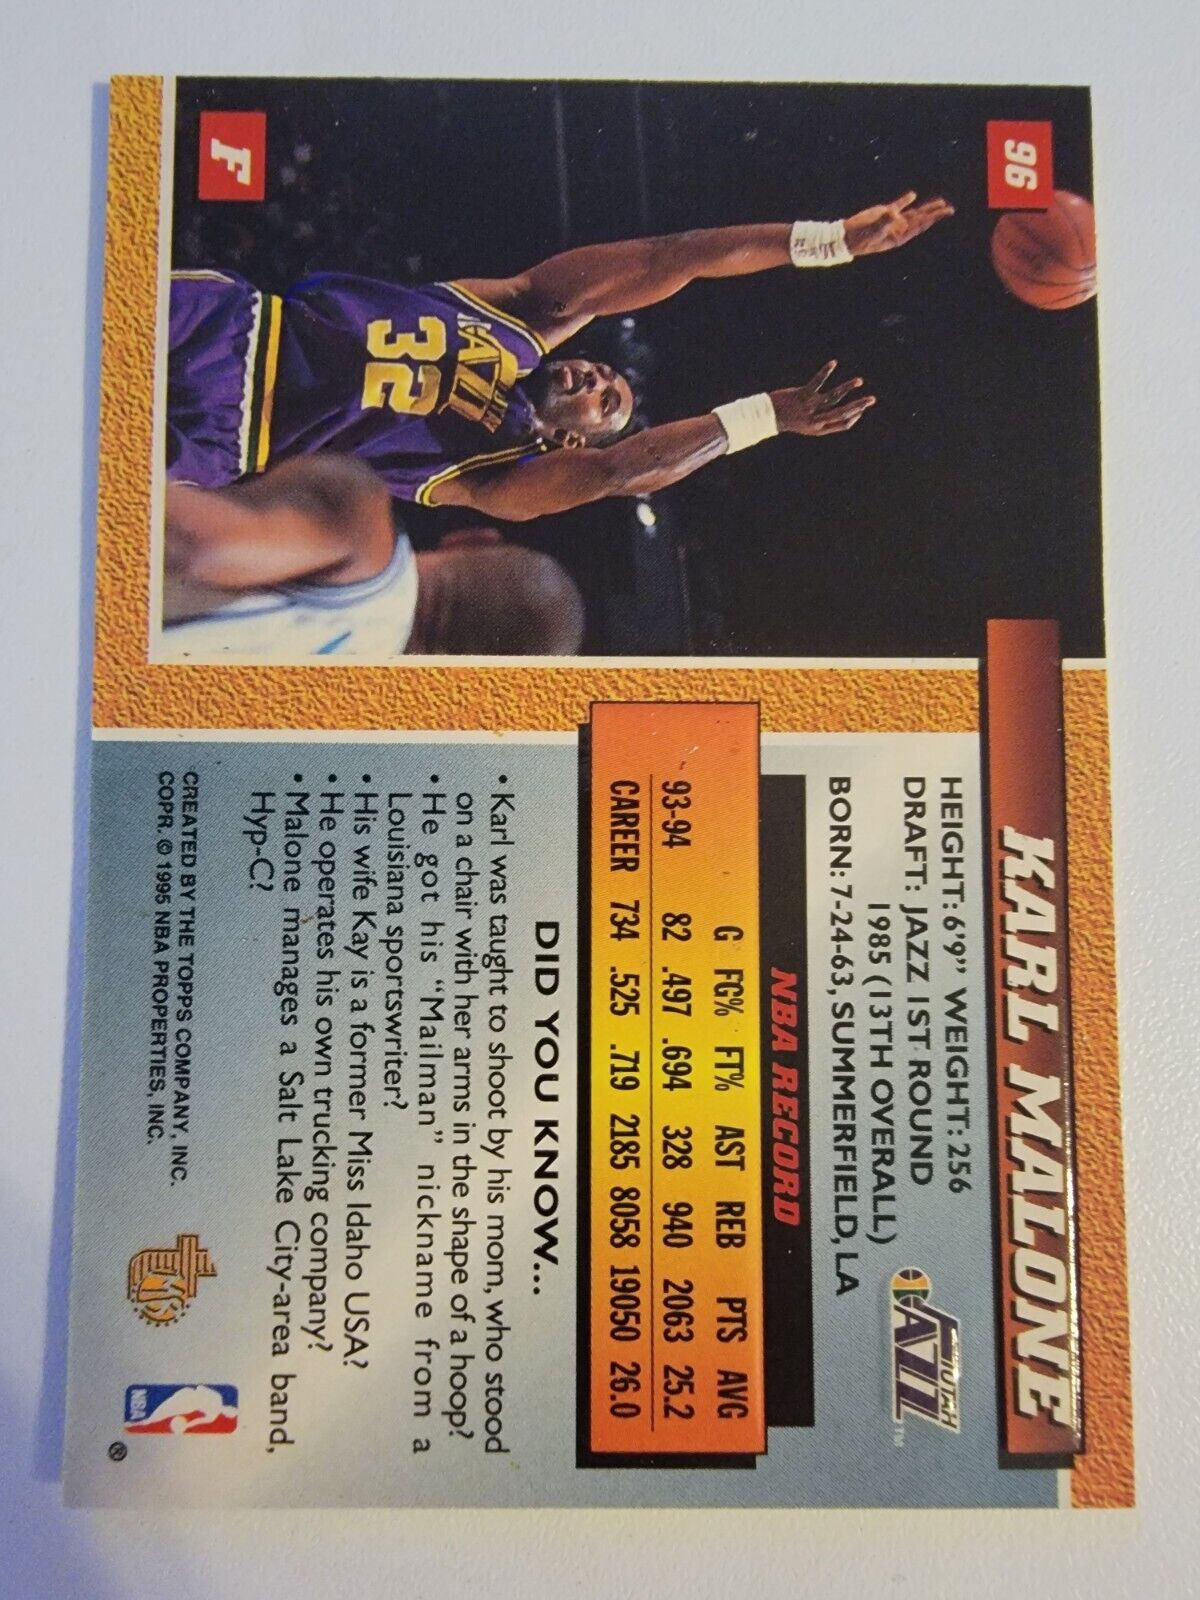 96
F
JAZZ
32
KARL MALONE
HEIGHT: 6'9" WEIGHT: 256
DRAFT: JAZZ 1ST ROUND
1985 (13TH OVERALL)
BORN: 7-24-63, SUMMERFIELD, LA
UTAH
JAZZ
TM
NBA RECORD
G FG% FT% AST REB PTS AVG
93-94 82 .497 .694 328 940 2063 25.2
CAREER 734 .525 .719 2185 8058 19050 26.0
DID YOU KNOW...
• Karl was taught to shoot by his mom, who stood
on a chair with her arms in the shape of a hoop?
• He got his "Mailman" nickname from a
Louisiana sportswriter?
• His wife Kay is a former Miss Idaho USA?
• He operates his own trucking company?
• Malone manages a Salt Lake City-area band,
Hyp-C?
CREATED BY THE TOPPS COMPANY, INC.
COPR. © 1995 NBA PROPERTIES, INC.
NBA
®